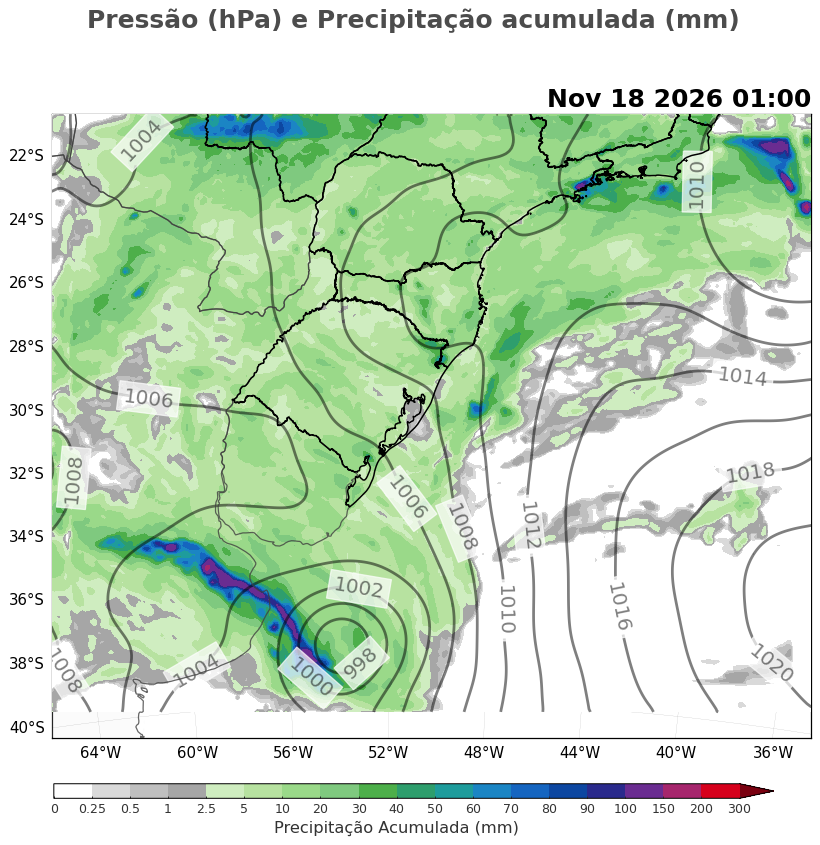 Pressão (hPa) e Precipitação acumulada (mm)
Nov 18 2026 01:00
1004
22°S
1010
24°S
26°S
28°S
1014
1006
30°S
1018
1008
32°S
1006
1008
1012
34°S
1002
36°S
1010
1016
998
1020
38°S
1008
1004
1000
40°S
64°W 60°W 56°W 52°W 48°W 44°W 40°W 36°W
0 0.25 0.5 1 2.5 5 10 20 30 40 50 60 70 80 90 100 150 200 300
Precipitação Acumulada (mm)